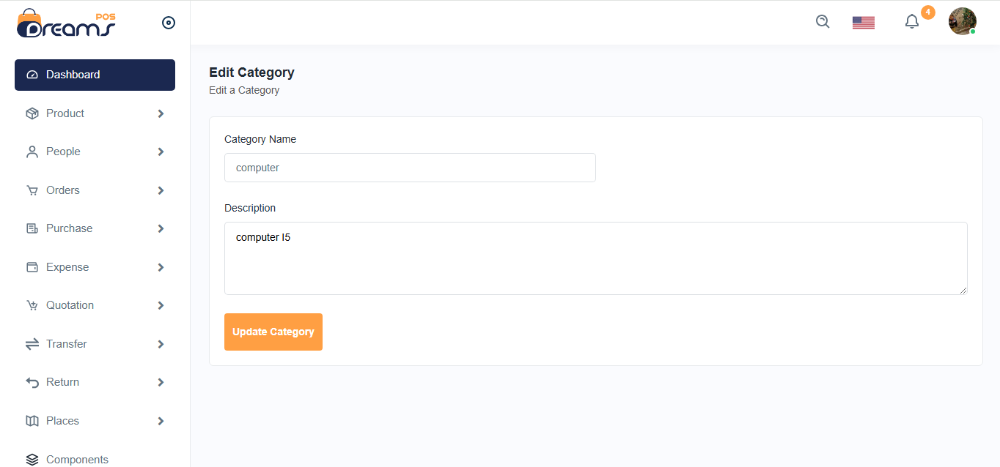 DreamS POS
4
Dashboard
Product
People
Orders
Purchase
Expense
Quotation
Transfer
Return
Places
Components
Edit Category
Edit a Category
Category Name
computer
Description
computer I5
Update Category